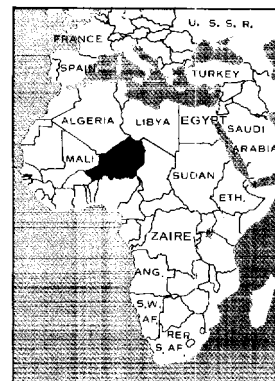 U. S. S. R.
FRANCE
SPAIN
TURKEY
ALGERIA
LIBYA
EGYPT
SAUDI
ARABIA
MALI
SUDAN
ETH.
ZAIRE
ANG.
S.W.
AF.
REP.
S. AF.